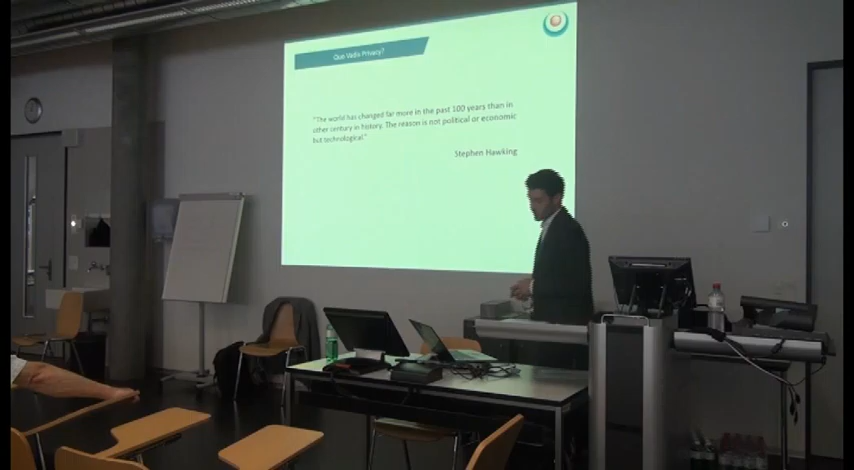 Quo Vadis Privacy?
"The world has changed far more in the past 100 years than in
other century in history. The reason is not political or economic
but technological."
Stephen Hawking